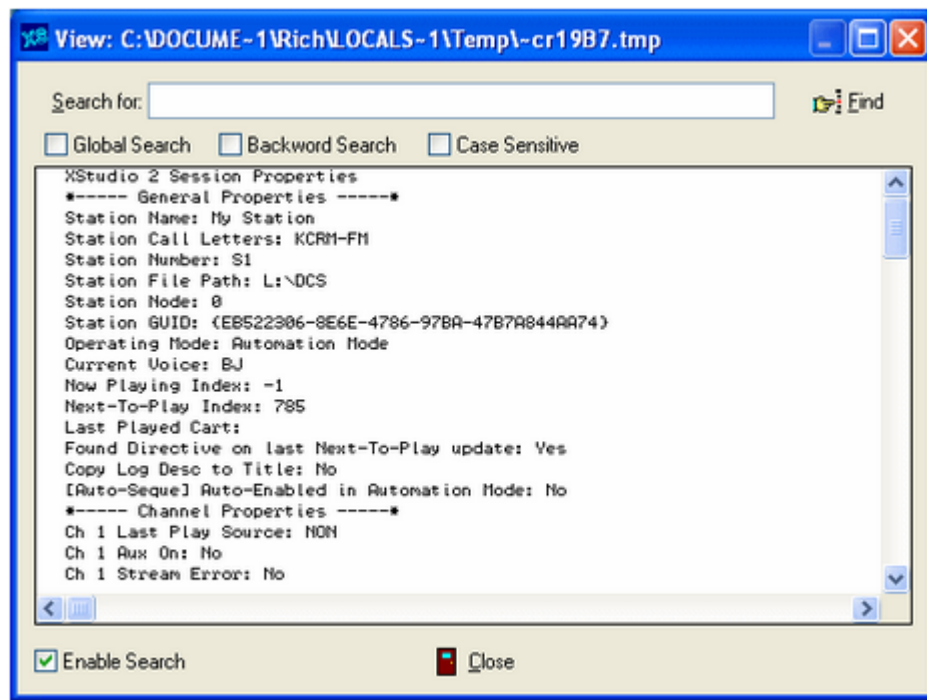 View: C:\DOCUME~1\Rich\LOCALS~1\Temp\~cr19B7.tmp
Search for:
Find
Global Search Backword Search Case Sensitive
XStudio 2 Session Properties
*----- General Properties -----*
Station Name: My Station
Station Call Letters: KCRM-FM
Station Number: S1
Station File Path: L:\DCS
Station Node: 0
Station GUID: {EB522306-8E6E-4786-97BA-47B7A844AA74}
Operating Mode: Automation Mode
Current Voice: BJ
Now Playing Index: -1
Next-To-Play Index: 785
Last Played Cart:
Found Directive on last Next-To-Play update: Yes
Copy Log Desc to Title: No
[Auto-Seque] Auto-Enabled in Automation Mode: No
*----- Channel Properties -----*
Ch 1 Last Play Source: NON
Ch 1 Aux On: No
Ch 1 Stream Error: No
Enable Search
Close